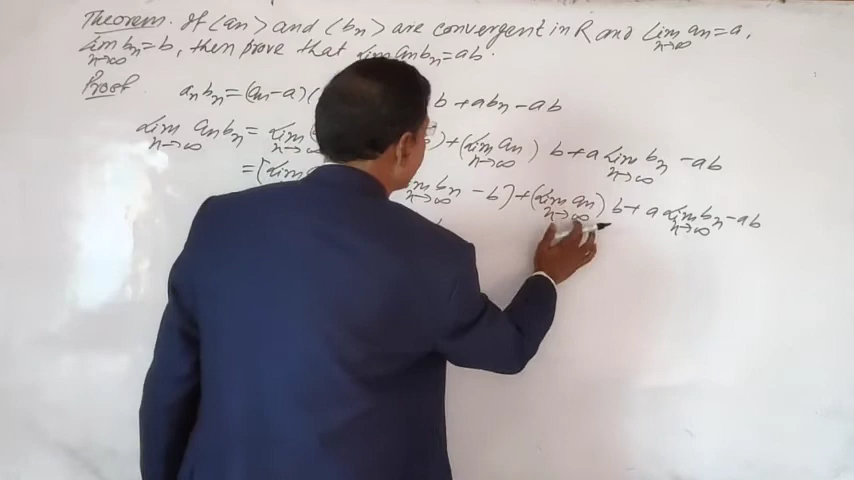 Theorem. If <an> and <bn> are convergent in R and Lim n→∞ an = a,
Lim n→∞ bn = b, then prove that Lim anbn = ab.
Proof. anbn = (an-a)( b + abn - ab
Lim n→∞ anbn = Lim n→∞ ) + (Lim n→∞ an) b + a Lim n→∞ bn - ab
= [Lim Lim n→∞ bn - b] + (Lim n→∞ an) b + a Lim n→∞ bn - ab